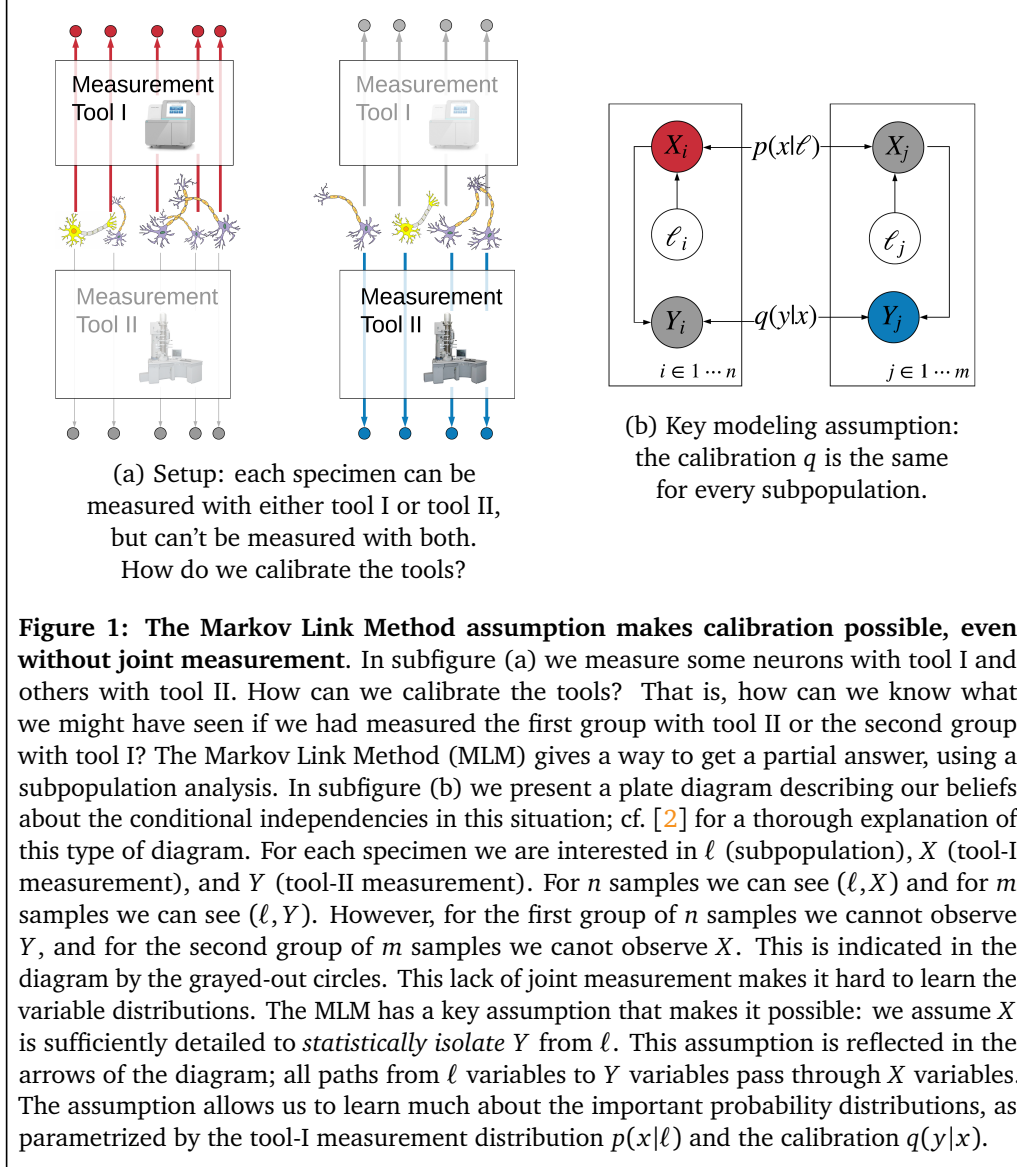 Measurement
Tool I
Measurement
Tool I
Measurement
Tool II
Measurement
Tool II
(a) Setup: each specimen can be
measured with either tool I or tool II,
but can't be measured with both.
How do we calibrate the tools?
X_i
p(x|ℓ)
X_j
ℓ_i
ℓ_j
Y_i
q(y|x)
Y_j
i ∈ 1 ⋯ n
j ∈ 1 ⋯ m
(b) Key modeling assumption:
the calibration q is the same
for every subpopulation.
Figure 1: The Markov Link Method assumption makes calibration possible, even
without joint measurement. In subfigure (a) we measure some neurons with tool I and
others with tool II. How can we calibrate the tools? That is, how can we know what
we might have seen if we had measured the first group with tool II or the second group
with tool I? The Markov Link Method (MLM) gives a way to get a partial answer, using a
subpopulation analysis. In subfigure (b) we present a plate diagram describing our beliefs
about the conditional independencies in this situation; cf. [2] for a thorough explanation of
this type of diagram. For each specimen we are interested in ℓ (subpopulation), X (tool-I
measurement), and Y (tool-II measurement). For n samples we can see (ℓ, X) and for m
samples we can see (ℓ, Y). However, for the first group of n samples we cannot observe
Y, and for the second group of m samples we canot observe X. This is indicated in the
diagram by the grayed-out circles. This lack of joint measurement makes it hard to learn the
variable distributions. The MLM has a key assumption that makes it possible: we assume X
is sufficiently detailed to statistically isolate Y from ℓ. This assumption is reflected in the
arrows of the diagram; all paths from ℓ variables to Y variables pass through X variables.
The assumption allows us to learn much about the important probability distributions, as
parametrized by the tool-I measurement distribution p(x|ℓ) and the calibration q(y|x).